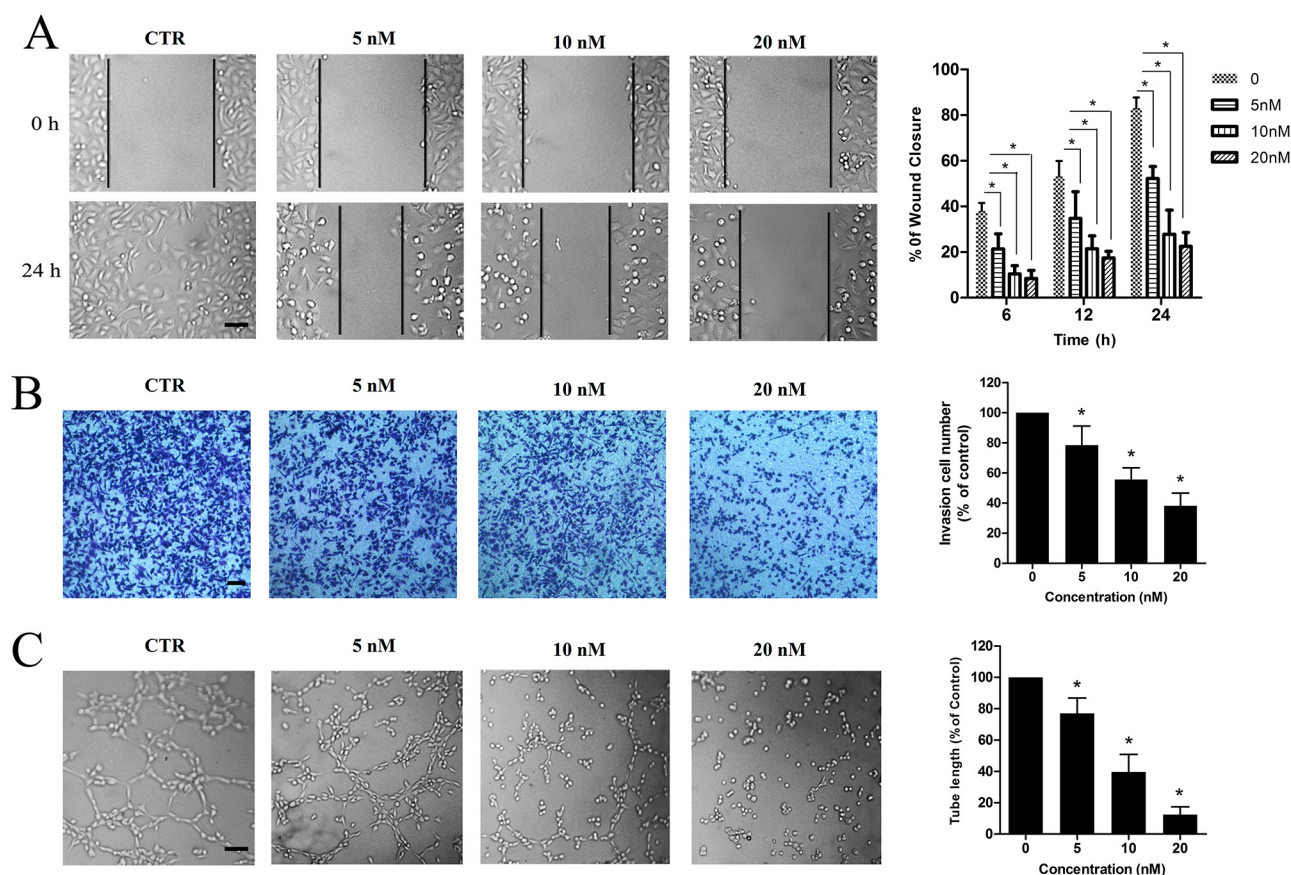 A
CTR
5 nM
10 nM
20 nM
0 h
24 h
% 0f Wound Closure
100
80
60
40
20
0
* * *
* * *
* * *
6
12
24
Time (h)
0
5nM
10nM
20nM
B
CTR
5 nM
10 nM
20 nM
Invasion cell number
(% of control)
120
100
80
60
40
20
0
* * *
0
5
10
20
Concentration (nM)
C
CTR
5 nM
10 nM
20 nM
Tube length (% of Control)
120
100
80
60
40
20
0
* * *
0
5
10
20
Concentration (nM)